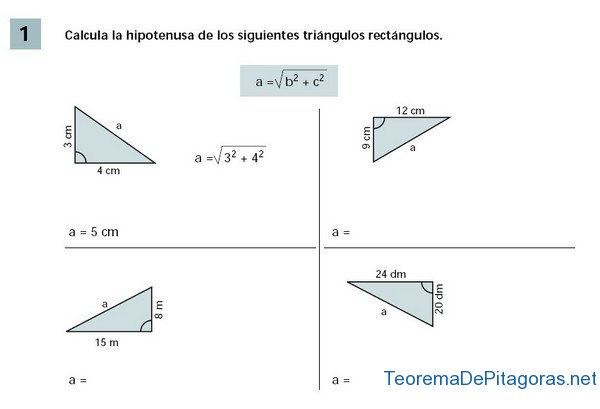 1
Calcula la hipotenusa de los siguientes triángulos rectángulos.
a = √b² + c²
3 cm
a
4 cm
a = √3² + 4²
a = 5 cm
12 cm
9 cm
a
a =
a
8 m
15 m
a =
24 dm
20 dm
a
a =
TeoremaDePitagoras.net